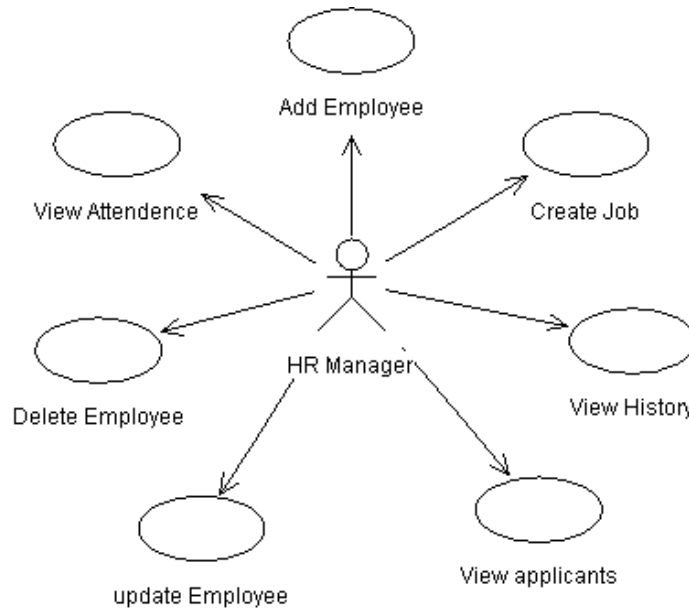 Add Employee
View Attendence
Create Job
HR Manager
Delete Employee
View History
View applicants
update Employee